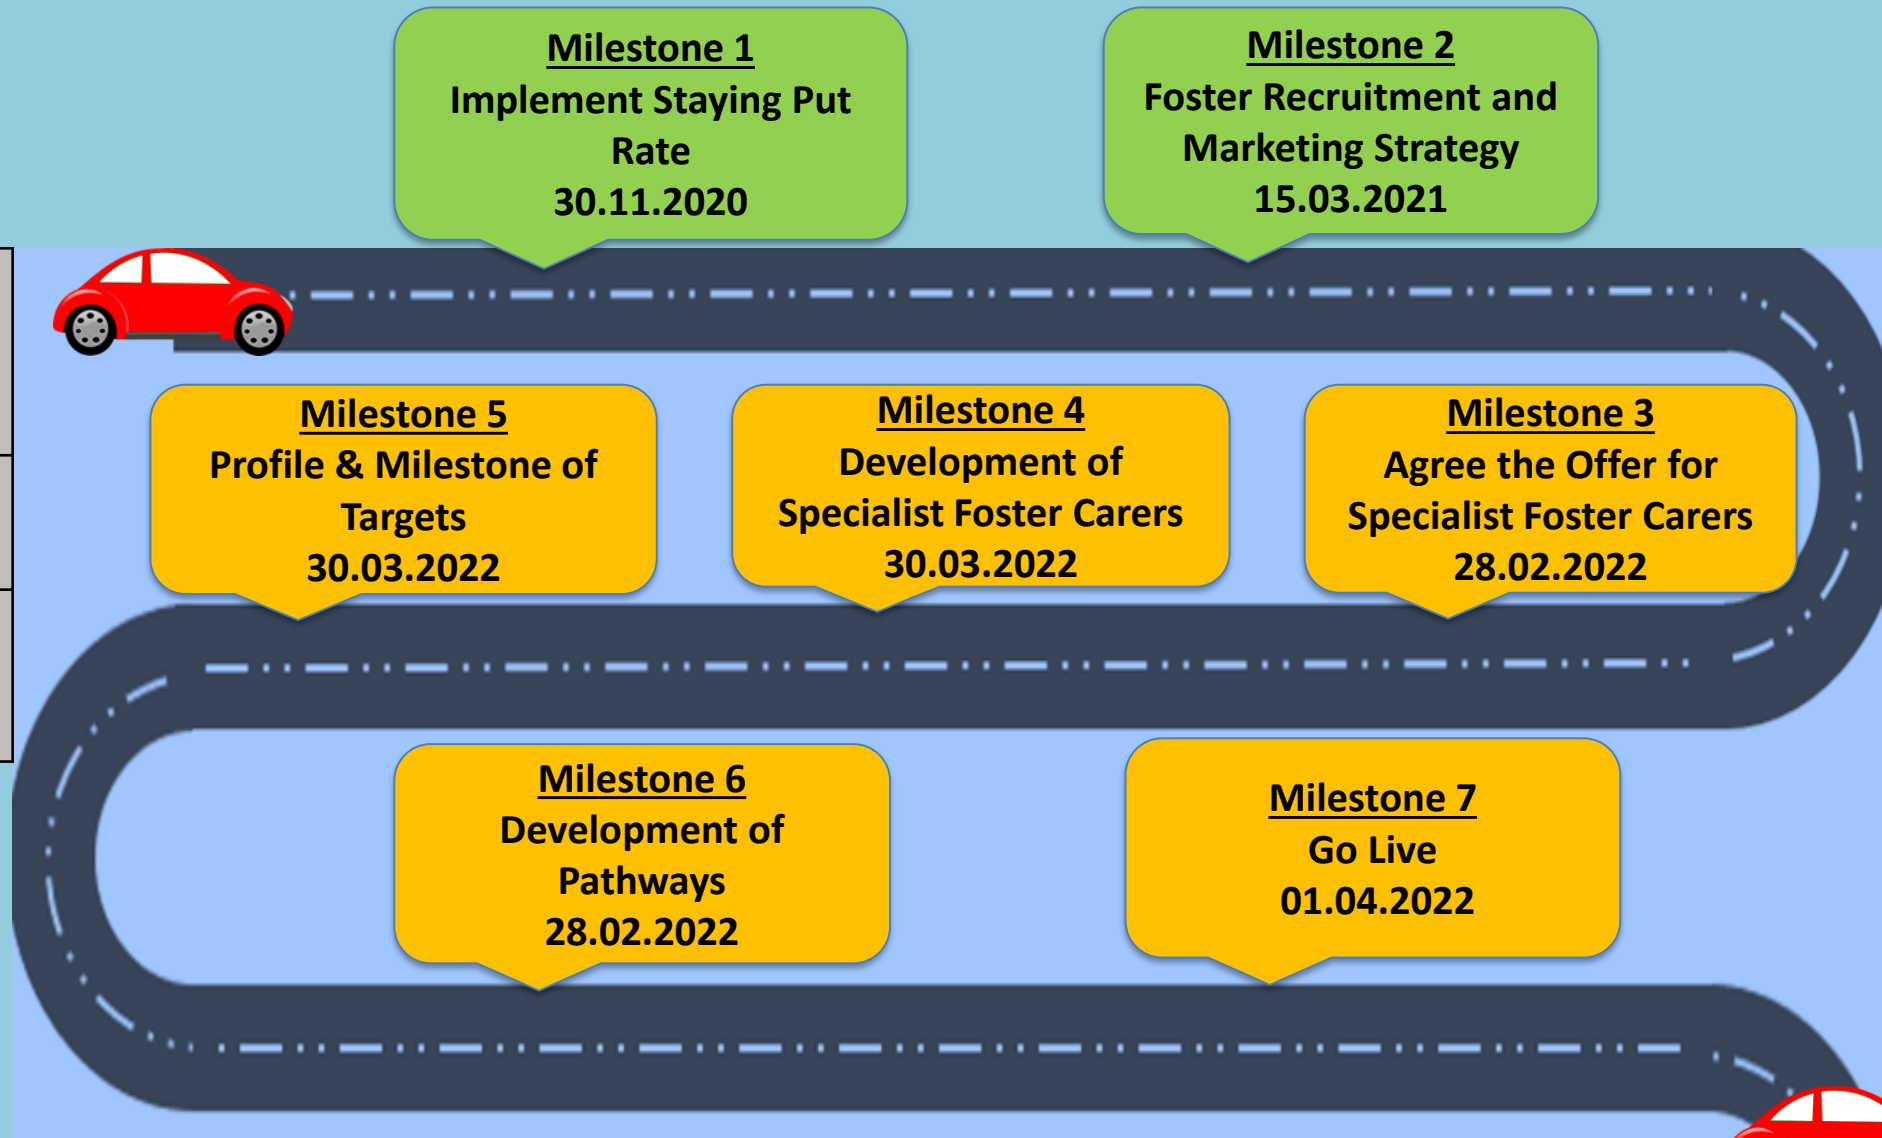 Milestone 1
Implement Staying Put
Rate
30.11.2020
Milestone 2
Foster Recruitment and
Marketing Strategy
15.03.2021
Milestone 5
Profile & Milestone of
Targets
30.03.2022
Milestone 4
Development of
Specialist Foster Carers
30.03.2022
Milestone 3
Agree the Offer for
Specialist Foster Carers
28.02.2022
Milestone 6
Development of
Pathways
28.02.2022
Milestone 7
Go Live
01.04.2022